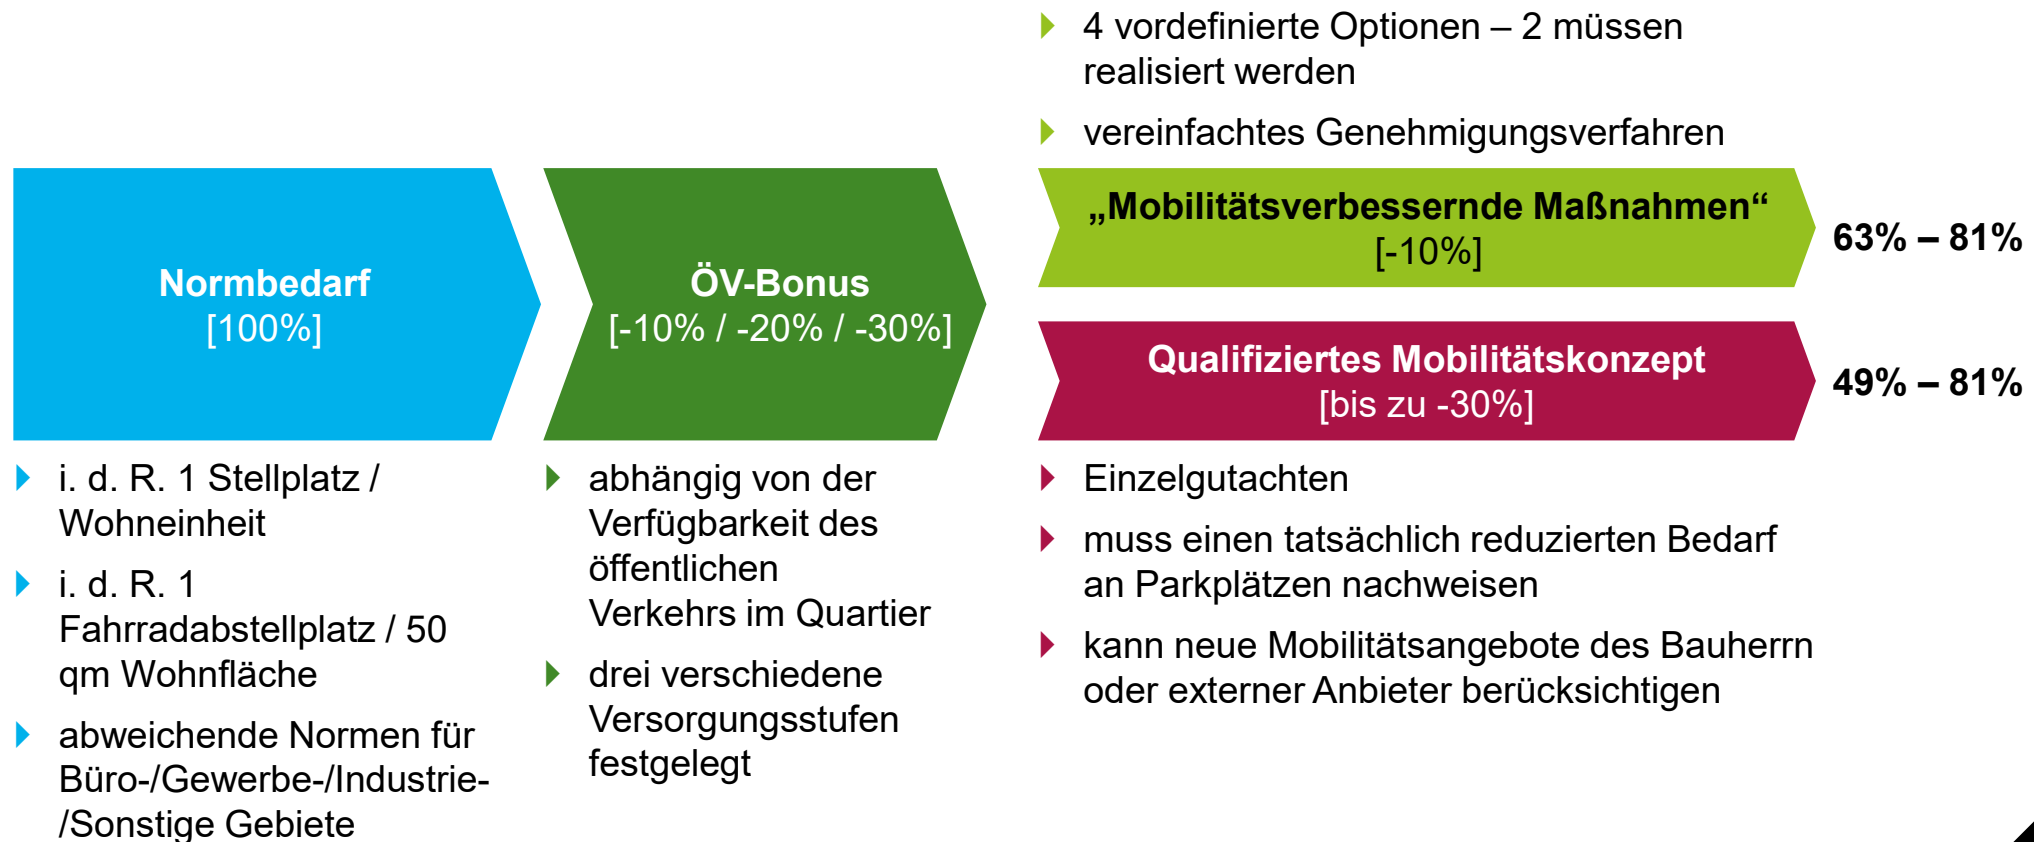 4 vordefinierte Optionen – 2 müssen
realisiert werden
vereinfachtes Genehmigungsverfahren
Normbedarf
[100%]
ÖV-Bonus
[-10% / -20% / -30%]
„Mobilitätsverbessernde Maßnahmen“
[-10%]
63% – 81%
Qualifiziertes Mobilitätskonzept
[bis zu -30%]
49% – 81%
i. d. R. 1 Stellplatz /
Wohneinheit
i. d. R. 1
Fahrradabstellplatz / 50
qm Wohnfläche
abweichende Normen für
Büro-/Gewerbe-/Industrie-
/Sonstige Gebiete
abhängig von der
Verfügbarkeit des
öffentlichen
Verkehrs im Quartier
drei verschiedene
Versorgungsstufen
festgelegt
Einzelgutachten
muss einen tatsächlich reduzierten Bedarf
an Parkplätzen nachweisen
kann neue Mobilitätsangebote des Bauherrn
oder externer Anbieter berücksichtigen